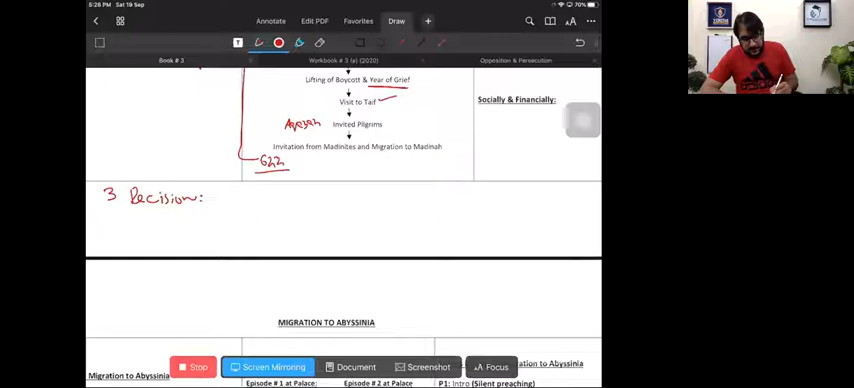 5:26 PM Sat 19 Sep
70%
Annotate Edit PDF Favorites Draw +
T
Book # 3 Workbook # 3 (a) (2020) Opposition & Persecution
Lifting of Boycott & Year of Grief
Visit to Taif
Socially & Financially:
Invited Pilgrims
Invitation from Madinites and Migration to Madinah
622
3 Decision:
MIGRATION TO ABYSSINIA
Stop Screen Mirroring Document Screenshot AA Focus
Migration to Abyssinia
gration to Abyssinia
Episode # 1 at Palace: Episode # 2 at Palace
P1: Intro (Silent preaching)